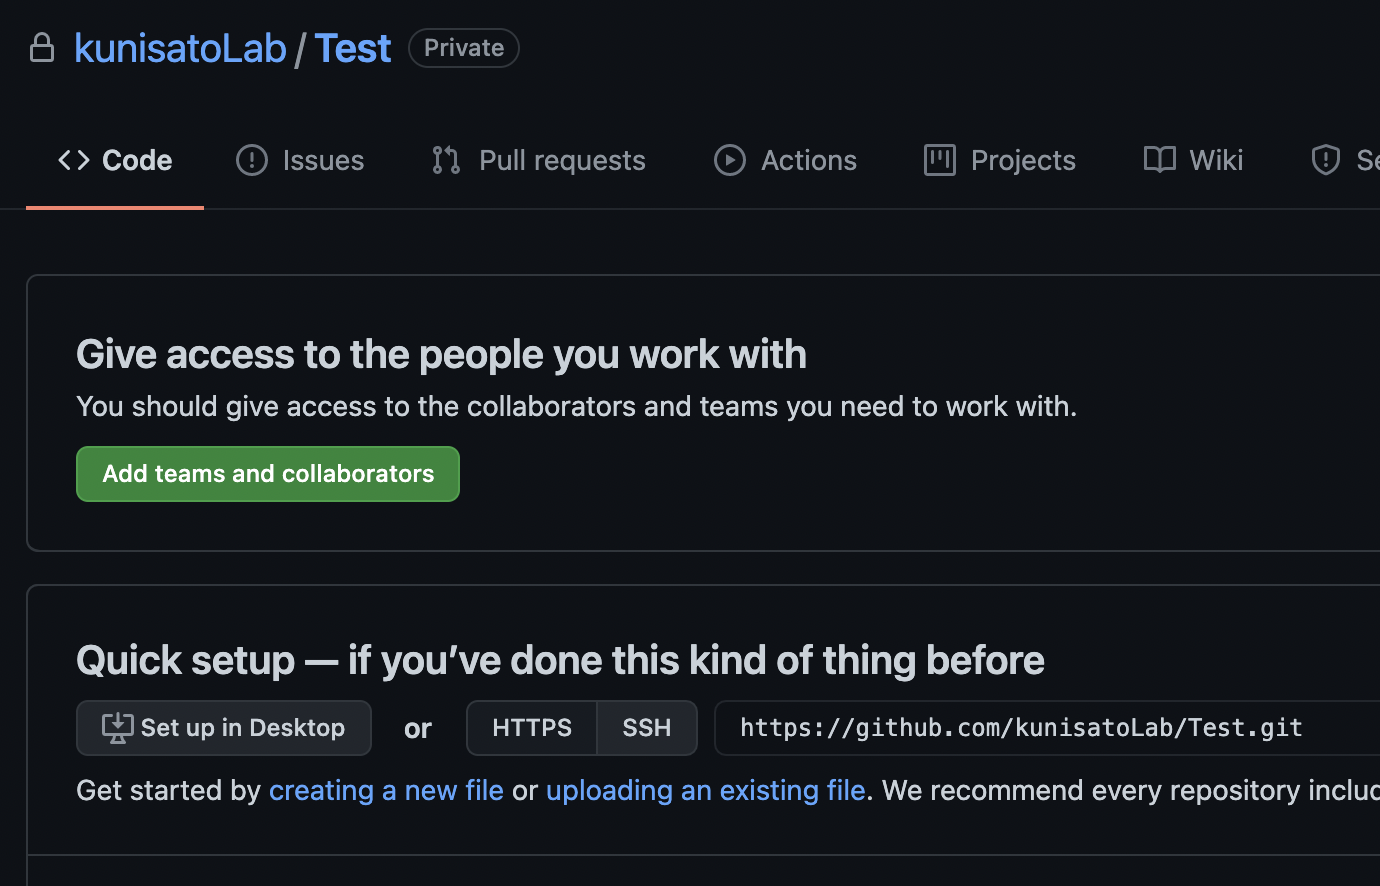 kunisatoLab / Test Private
Code Issues Pull requests Actions Projects Wiki
Give access to the people you work with
You should give access to the collaborators and teams you need to work with.
Add teams and collaborators
Quick setup — if you’ve done this kind of thing before
Set up in Desktop or HTTPS SSH https://github.com/kunisatoLab/Test.git
Get started by creating a new file or uploading an existing file. We recommend every repository